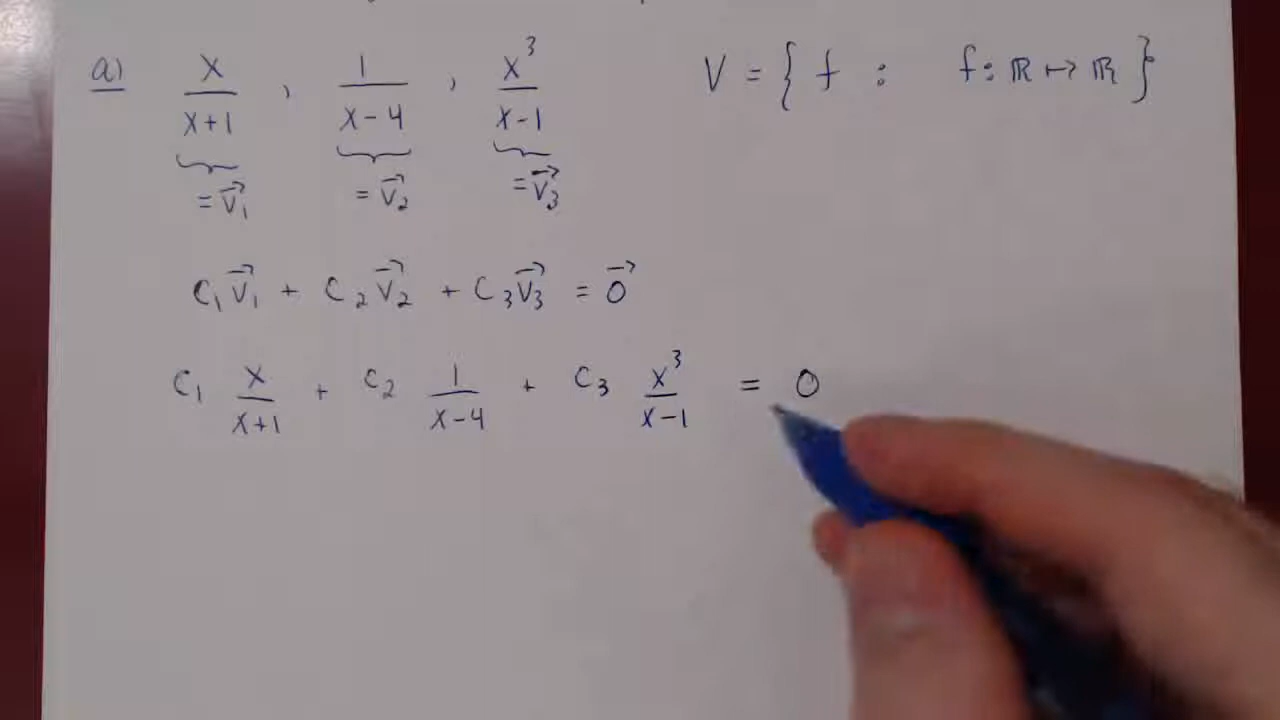 a) x/(x+1) , 1/(x-4) , x³/(x-1) V = { f : f: ℝ ↦ ℝ }
= v⃗₁ = v⃗₂ = v⃗₃
c₁v⃗₁ + c₂v⃗₂ + c₃v⃗₃ = 0⃗
c₁ x/(x+1) + c₂ 1/(x-4) + c₃ x³/(x-1) = 0